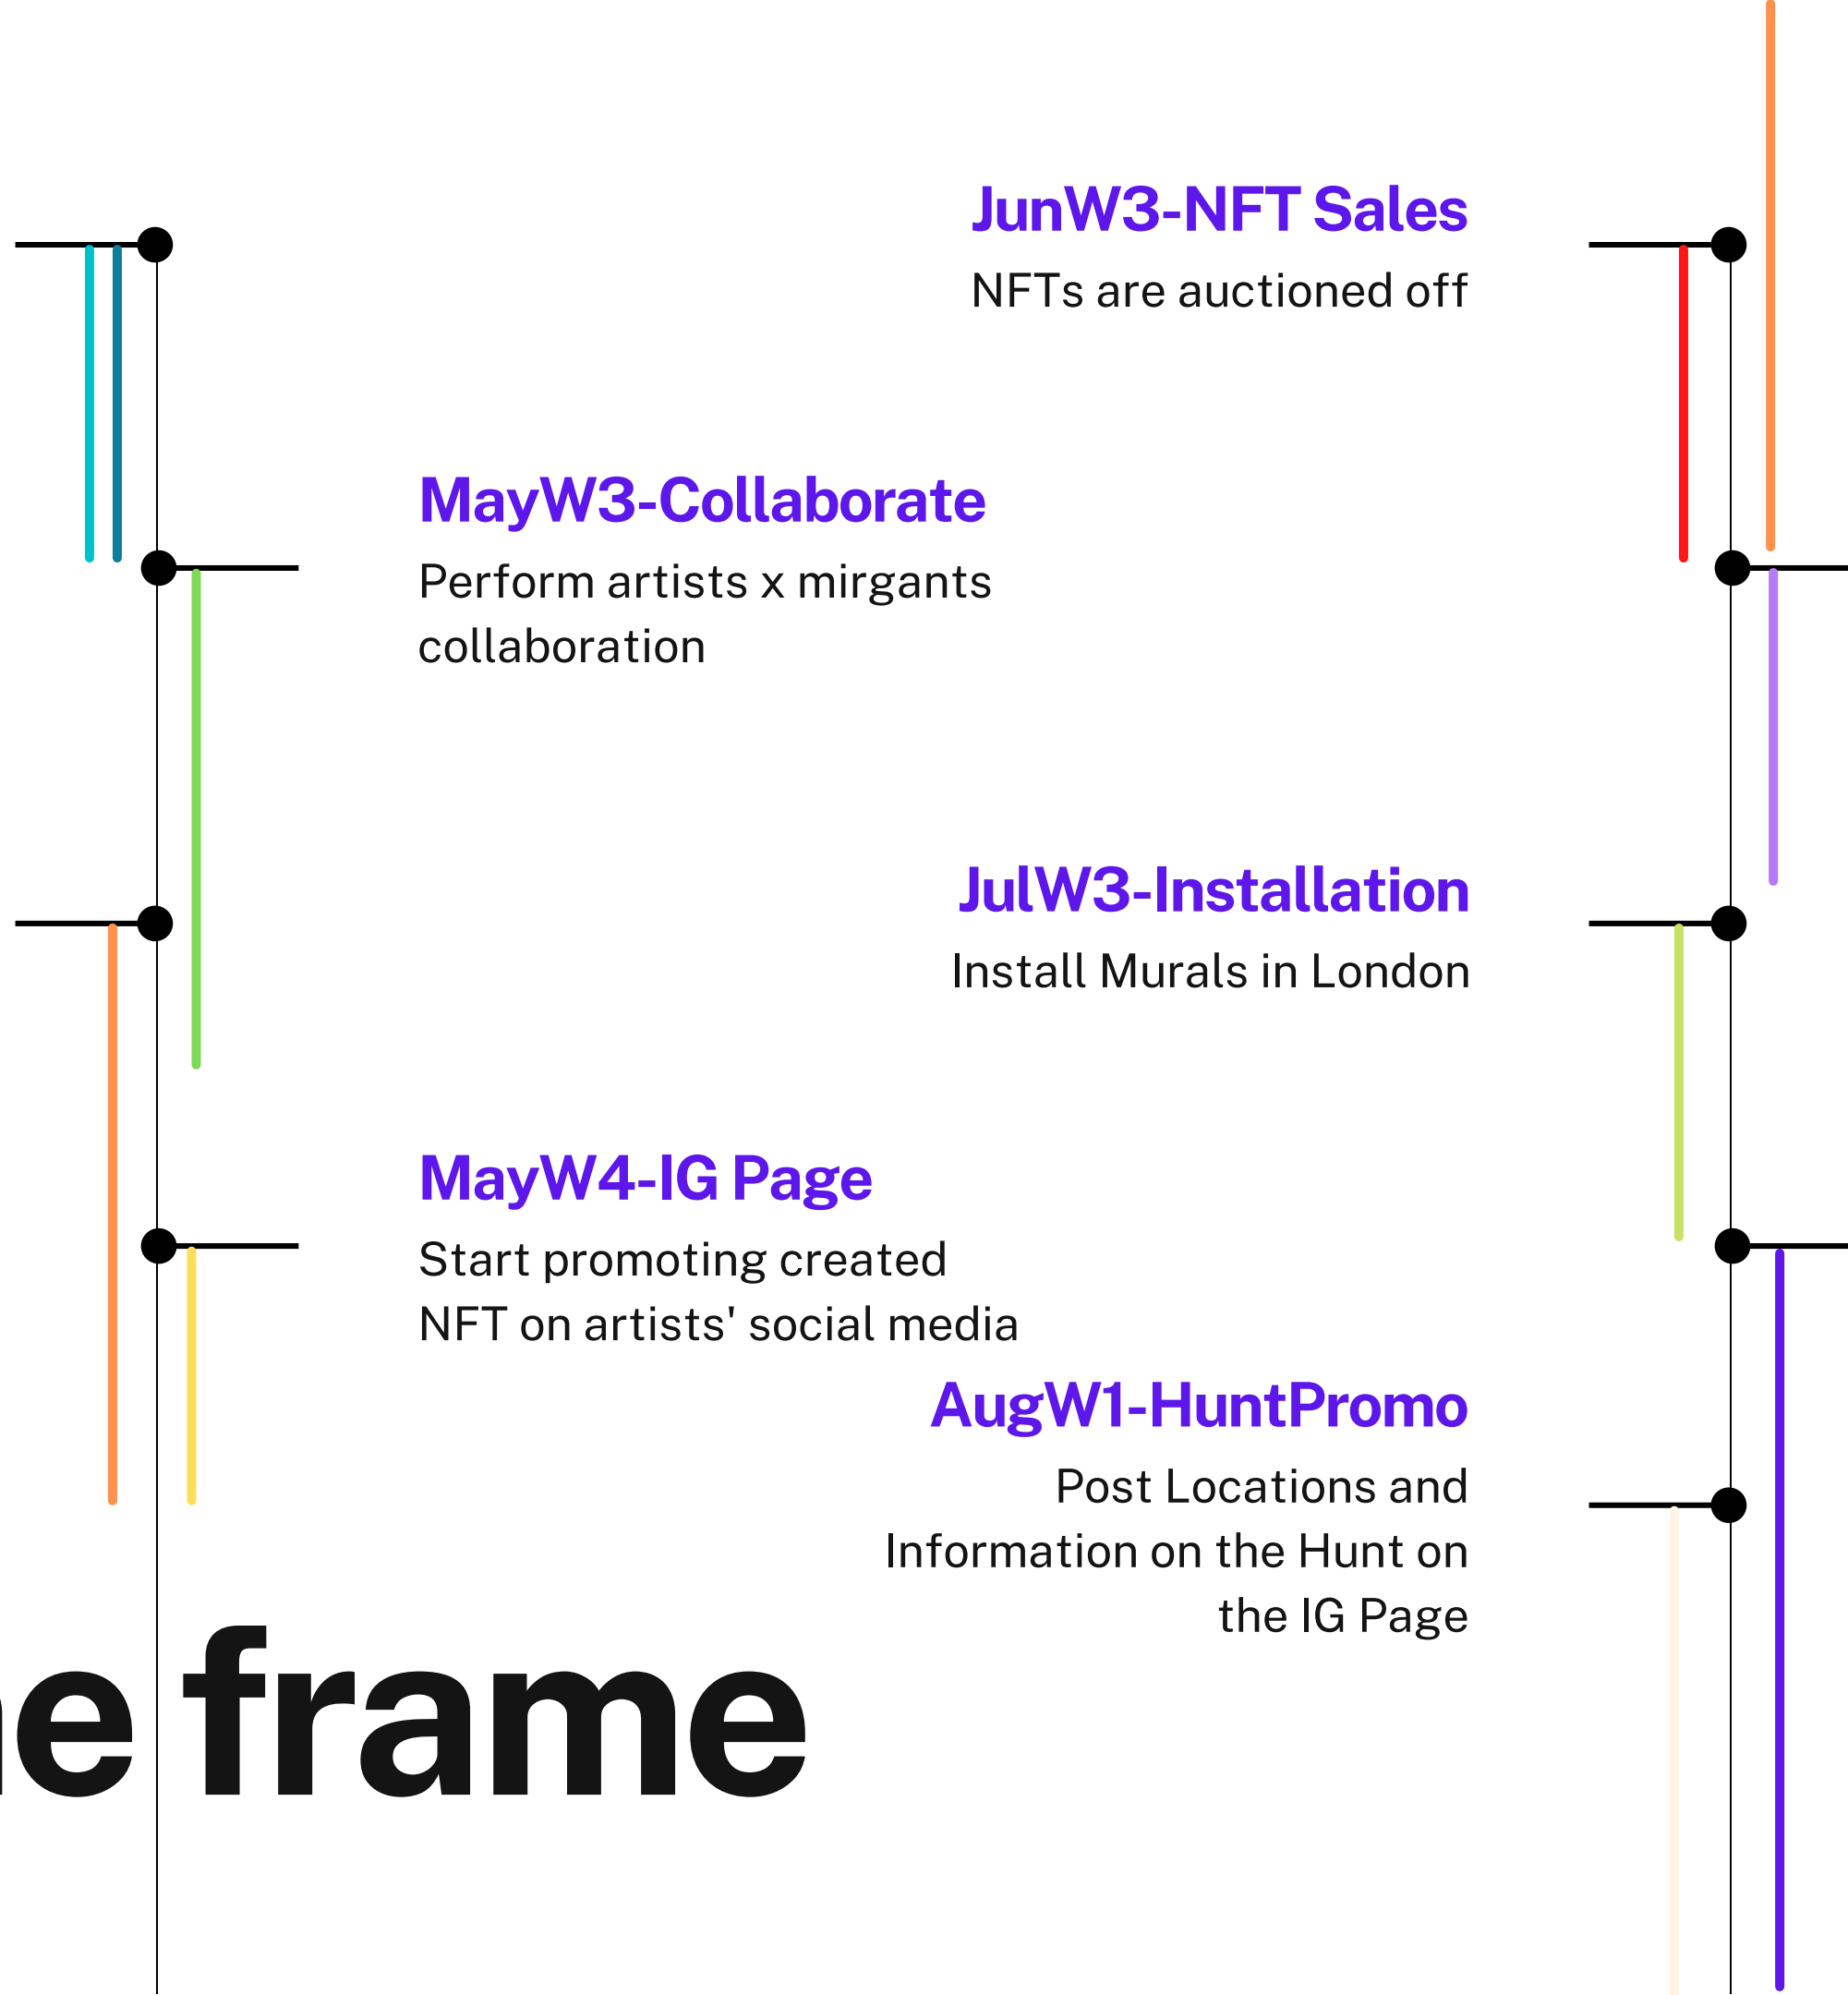 JunW3-NFT Sales
NFTs are auctioned off
MayW3-Collaborate
Perform artists x mirgants
collaboration
JulW3-Installation
Install Murals in London
MayW4-IG Page
Start promoting created
NFT on artists' social media
AugW1-HuntPromo
Post Locations and
Information on the Hunt on
the IG Page
e frame